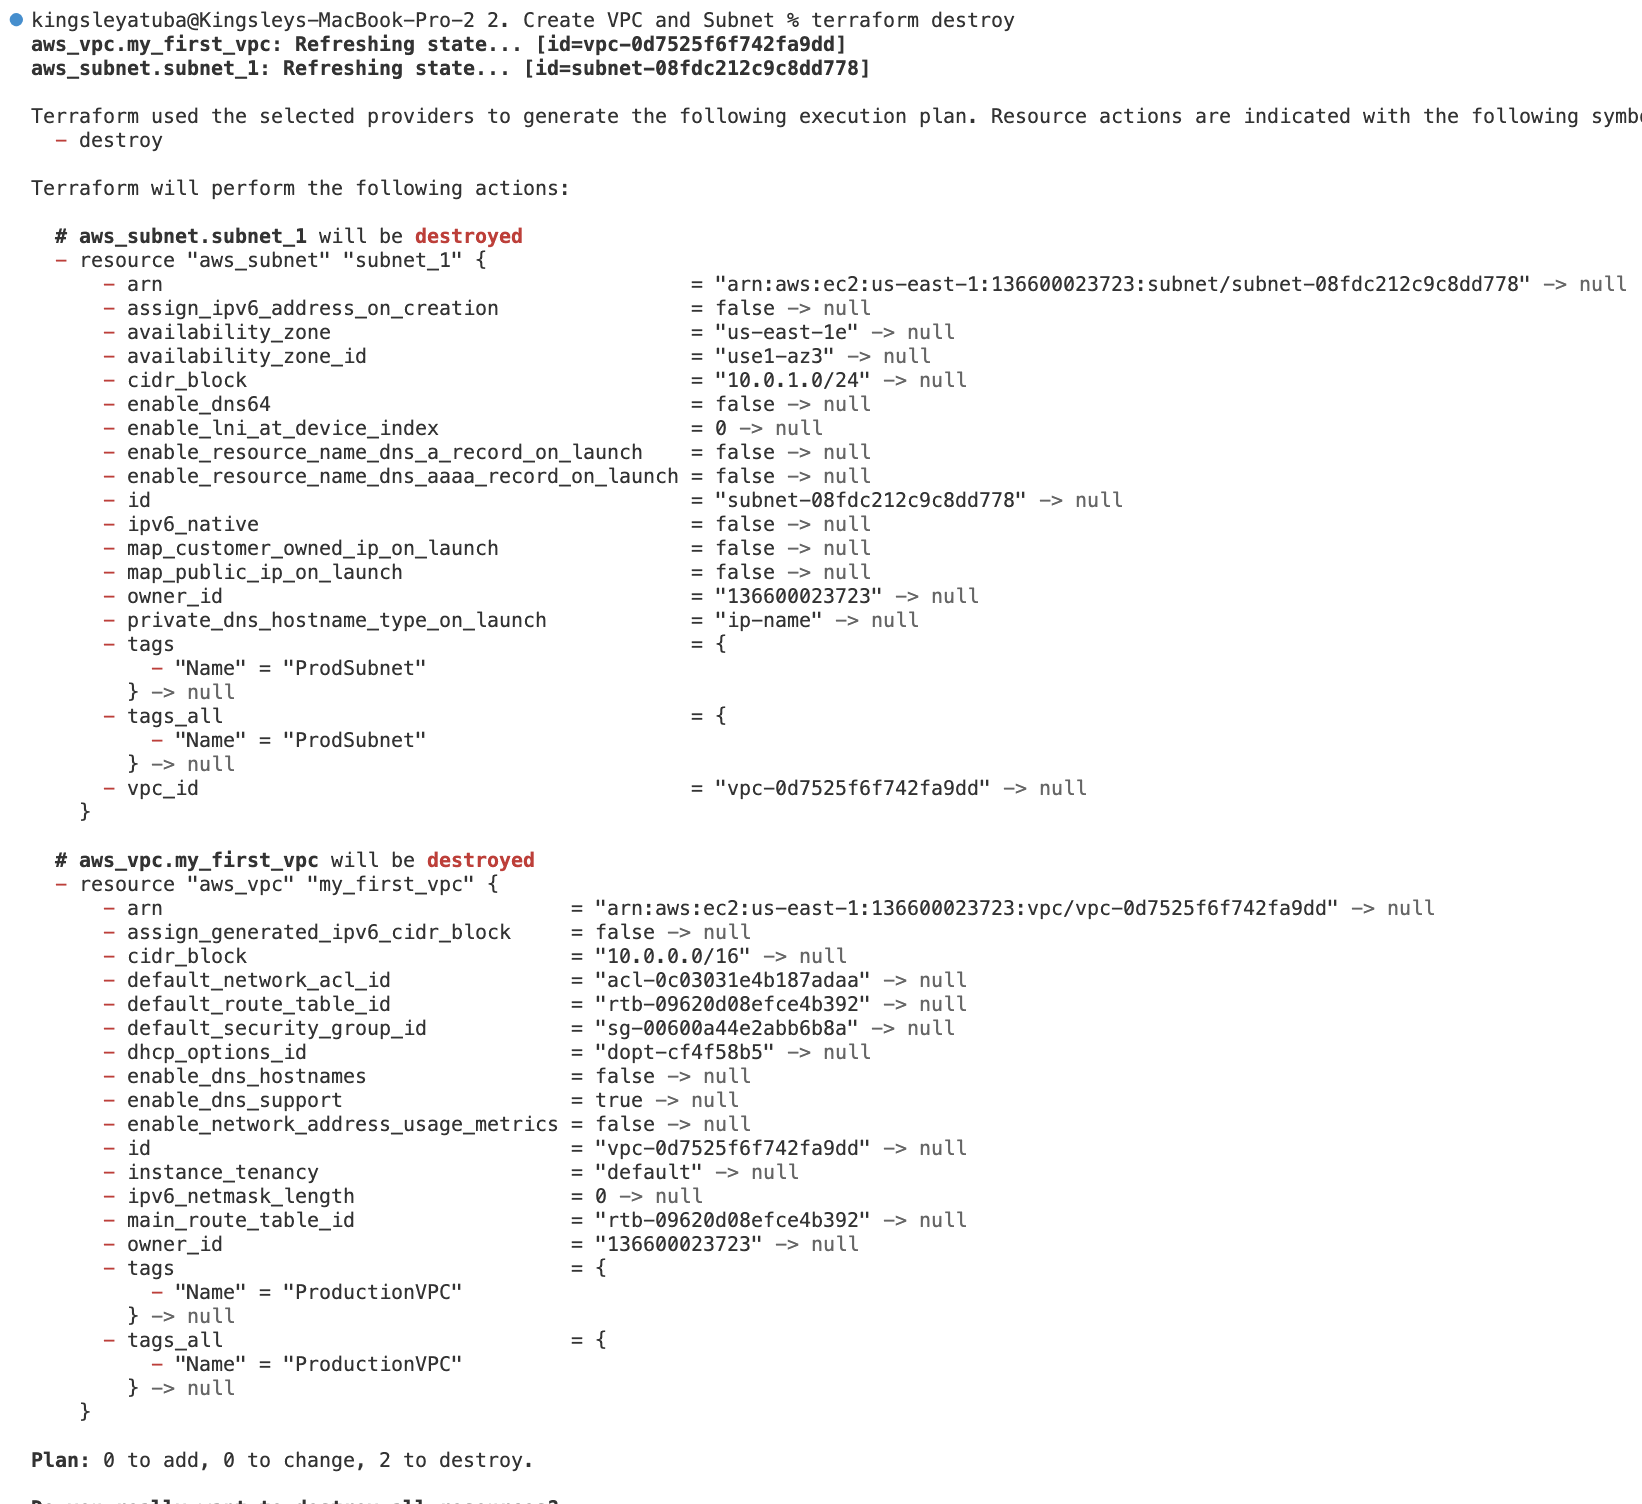 kingsleyatuba@Kingsleys-MacBook-Pro-2 2. Create VPC and Subnet % terraform destroy
aws_vpc.my_first_vpc: Refreshing state... [id=vpc-0d7525f6f742fa9dd]
aws_subnet.subnet_1: Refreshing state... [id=subnet-08fdc212c9c8dd778]
Terraform used the selected providers to generate the following execution plan. Resource actions are indicated with the following symb
- destroy
Terraform will perform the following actions:
# aws_subnet.subnet_1 will be destroyed
- resource "aws_subnet" "subnet_1" {
- arn = "arn:aws:ec2:us-east-1:136600023723:subnet/subnet-08fdc212c9c8dd778" -> null
- assign_ipv6_address_on_creation = false -> null
- availability_zone = "us-east-1e" -> null
- availability_zone_id = "use1-az3" -> null
- cidr_block = "10.0.1.0/24" -> null
- enable_dns64 = false -> null
- enable_lni_at_device_index = 0 -> null
- enable_resource_name_dns_a_record_on_launch = false -> null
- enable_resource_name_dns_aaaa_record_on_launch = false -> null
- id = "subnet-08fdc212c9c8dd778" -> null
- ipv6_native = false -> null
- map_customer_owned_ip_on_launch = false -> null
- map_public_ip_on_launch = false -> null
- owner_id = "136600023723" -> null
- private_dns_hostname_type_on_launch = "ip-name" -> null
- tags = {
- "Name" = "ProdSubnet"
} -> null
- tags_all = {
- "Name" = "ProdSubnet"
} -> null
- vpc_id = "vpc-0d7525f6f742fa9dd" -> null
}
# aws_vpc.my_first_vpc will be destroyed
- resource "aws_vpc" "my_first_vpc" {
- arn = "arn:aws:ec2:us-east-1:136600023723:vpc/vpc-0d7525f6f742fa9dd" -> null
- assign_generated_ipv6_cidr_block = false -> null
- cidr_block = "10.0.0.0/16" -> null
- default_network_acl_id = "acl-0c03031e4b187adaa" -> null
- default_route_table_id = "rtb-09620d08efce4b392" -> null
- default_security_group_id = "sg-00600a44e2abb6b8a" -> null
- dhcp_options_id = "dopt-cf4f58b5" -> null
- enable_dns_hostnames = false -> null
- enable_dns_support = true -> null
- enable_network_address_usage_metrics = false -> null
- id = "vpc-0d7525f6f742fa9dd" -> null
- instance_tenancy = "default" -> null
- ipv6_netmask_length = 0 -> null
- main_route_table_id = "rtb-09620d08efce4b392" -> null
- owner_id = "136600023723" -> null
- tags = {
- "Name" = "ProductionVPC"
} -> null
- tags_all = {
- "Name" = "ProductionVPC"
} -> null
}
Plan: 0 to add, 0 to change, 2 to destroy.
Do you really want to destroy all resources?